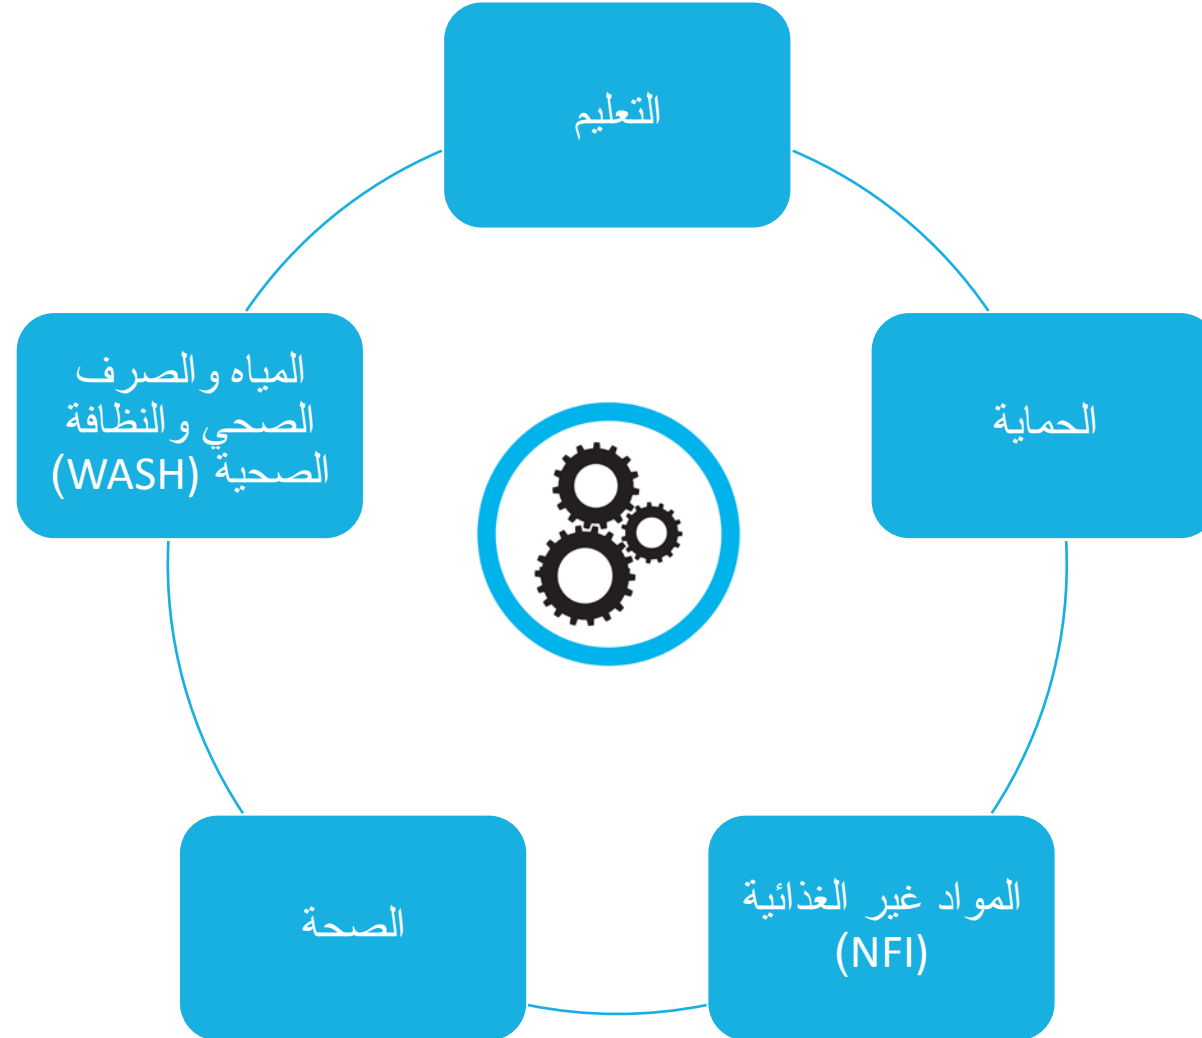 التعليم
الحماية
المواد غير الغذائية
(NFI)
الصحة
المياه والصرف
الصحي والنظافة
الصحية (WASH)